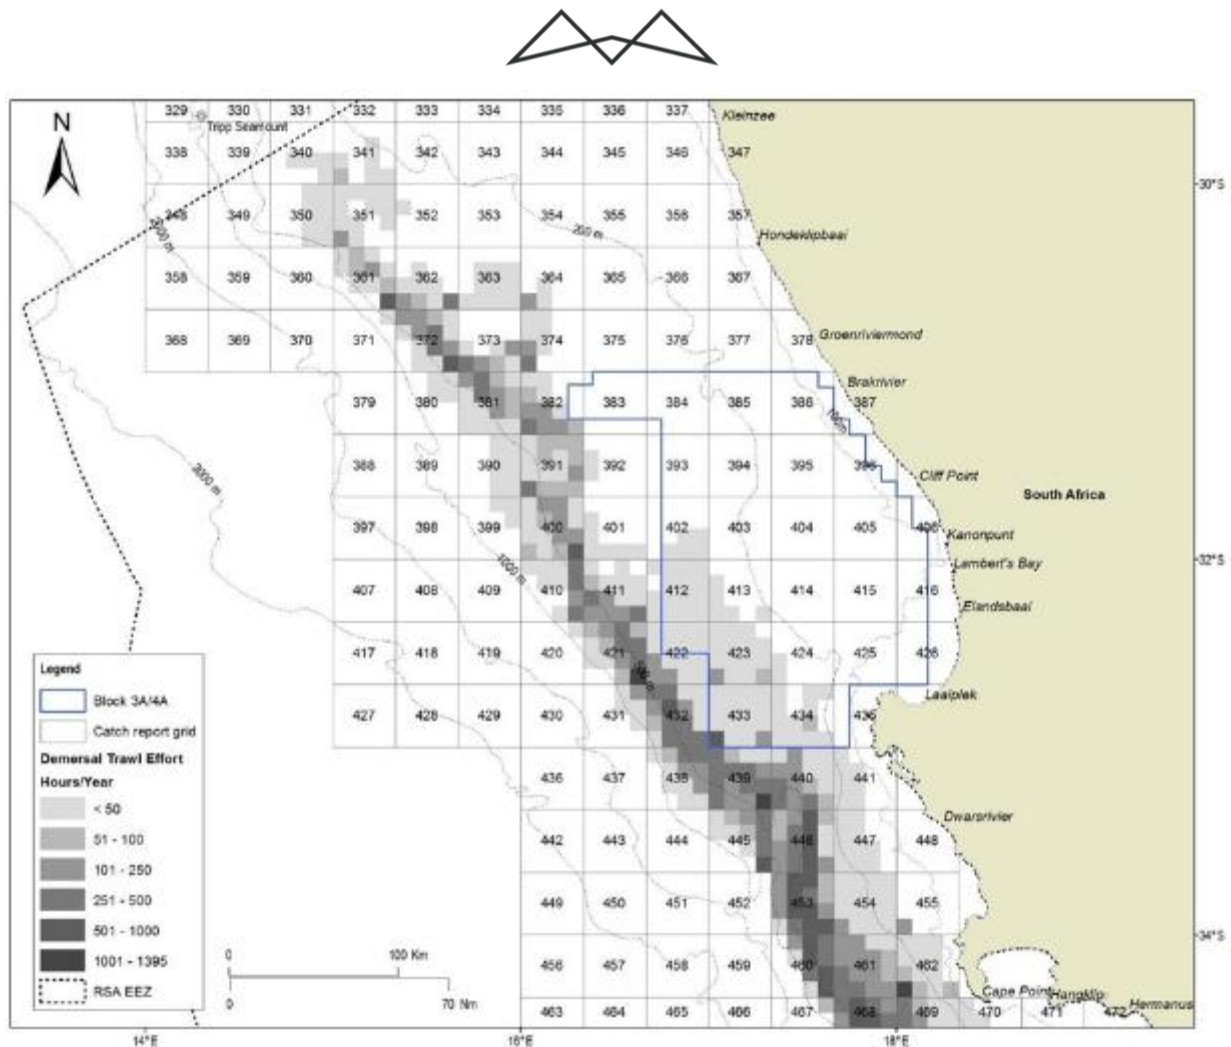 329 330 331 332 333 334 335 336 337 Kleinzee
N
Tripp Seamount
338 339 340 341 342 343 344 345 346 347
30°S
348 349 350 351 352 353 354 355 356 357
200 m
Hondeklipbaai
358 359 360 361 362 363 364 365 366 367
368 369 370 371 372 373 374 375 376 377 378 Groenriviermond
Brakrivier
379 380 381 382 383 384 385 386 387
3000 m
388 389 390 391 392 393 394 395 396 Cliff Point
South Africa
397 398 399 400 401 402 403 404 405 406
Kanonpunt
1000 m
32°S
Lambert's Bay
407 408 409 410 411 412 413 414 415 416
Elandsbaai
417 418 419 420 421 422 423 424 425 426
500 m
Laaiplek
427 428 429 430 431 432 433 434 435
436 437 438 439 440 441
Dwarsrivier
442 443 444 445 446 447 448
449 450 451 452 453 454 455
34°S
456 457 458 459 460 461 462
Cape Point Hangklip
Hermanus
463 464 465 466 467 468 469 470 471 472
Legend
Block 3A/4A
Catch report grid
Demersal Trawl Effort
Hours/Year
< 50
51 - 100
101 - 250
251 - 500
501 - 1000
1001 - 1395
RSA EEZ
0 100 Km
0 70 Nm
14°E 16°E 18°E